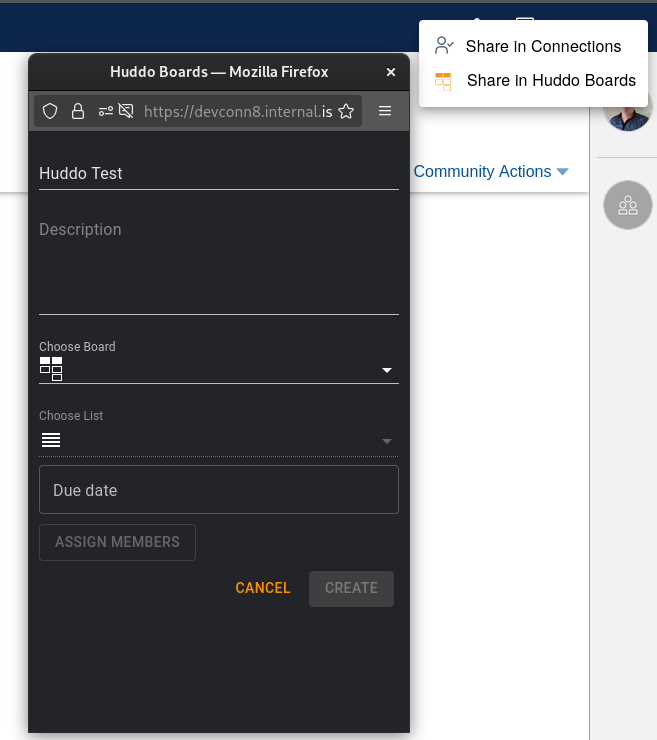 Share in Connections
Share in Huddo Boards
Huddo Boards — Mozilla Firefox
https://devconn8.internal.is
Community Actions
Huddo Test
Description
Choose Board
Choose List
Due date
ASSIGN MEMBERS
CANCEL
CREATE